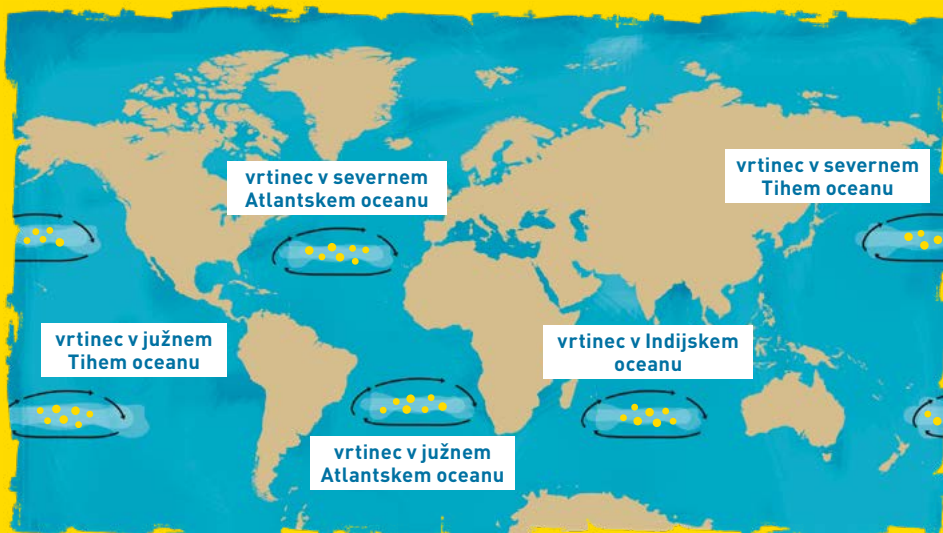 vrtinec v severnem
Atlantskem oceanu
vrtinec v severnem
Tihem oceanu
vrtinec v južnem
Tihem oceanu
vrtinec v Indijskem
oceanu
vrtinec v južnem
Atlantskem oceanu